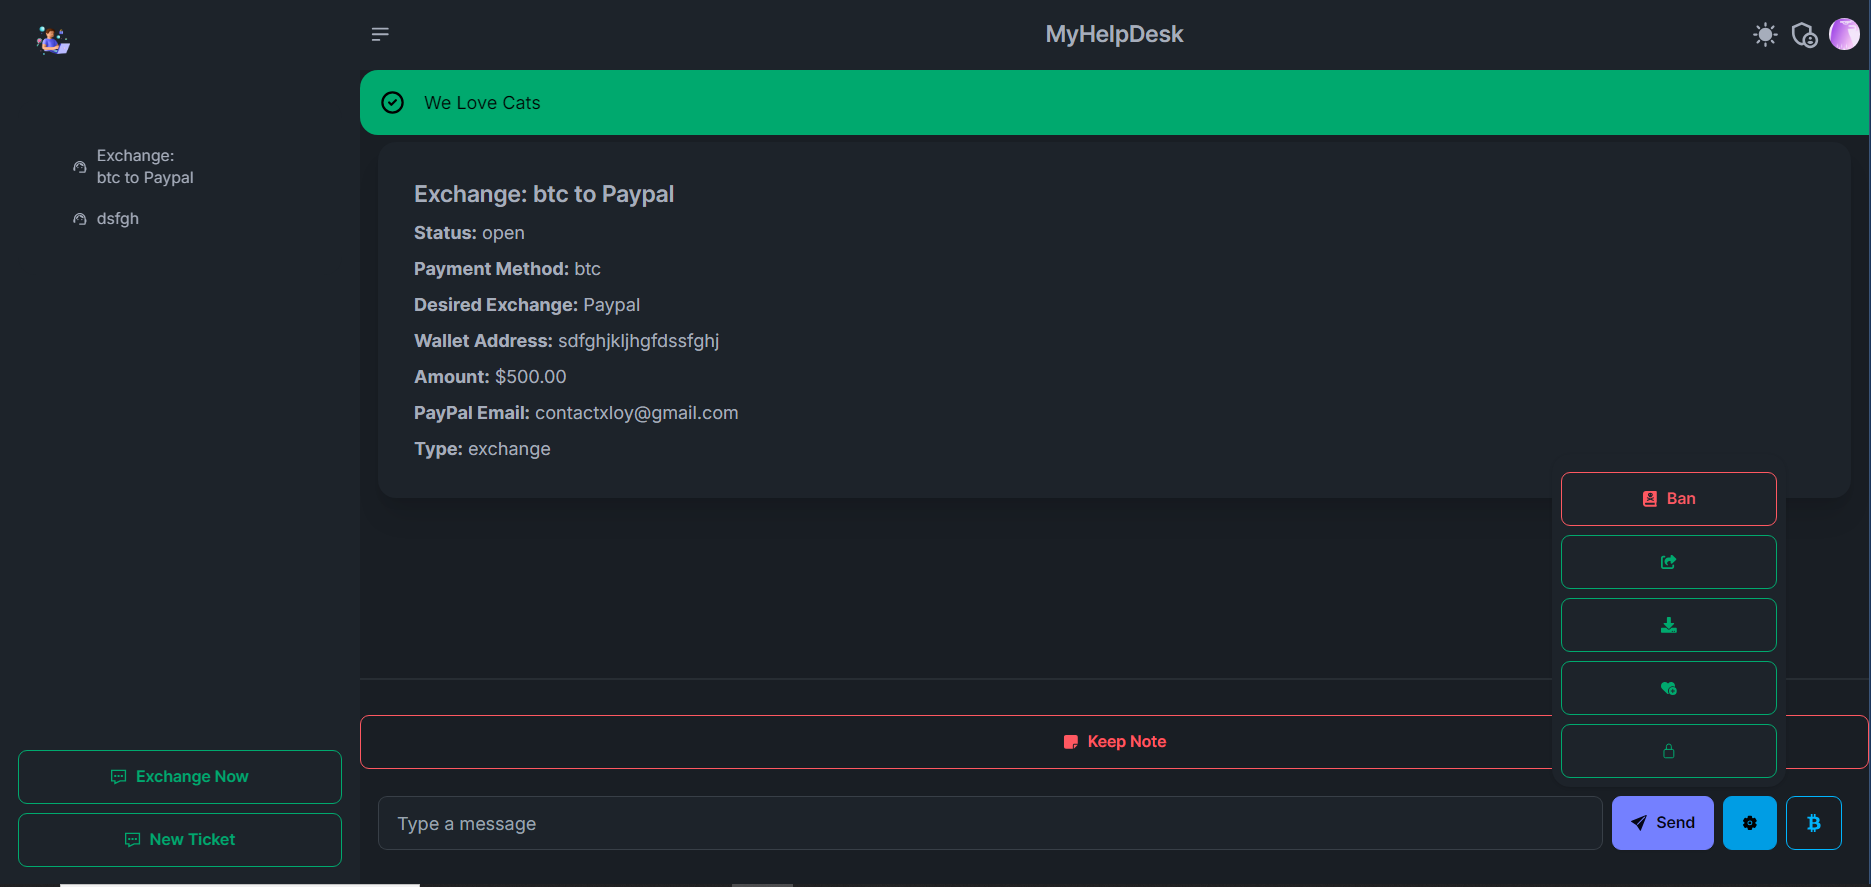 MyHelpDesk
We Love Cats
Exchange:
btc to Paypal
dsfgh
Exchange: btc to Paypal
Status: open
Payment Method: btc
Desired Exchange: Paypal
Wallet Address: sdfghjkljhgfdssfghj
Amount: $500.00
PayPal Email: contactxloy@gmail.com
Type: exchange
Ban
Keep Note
Exchange Now
New Ticket
Type a message
Send